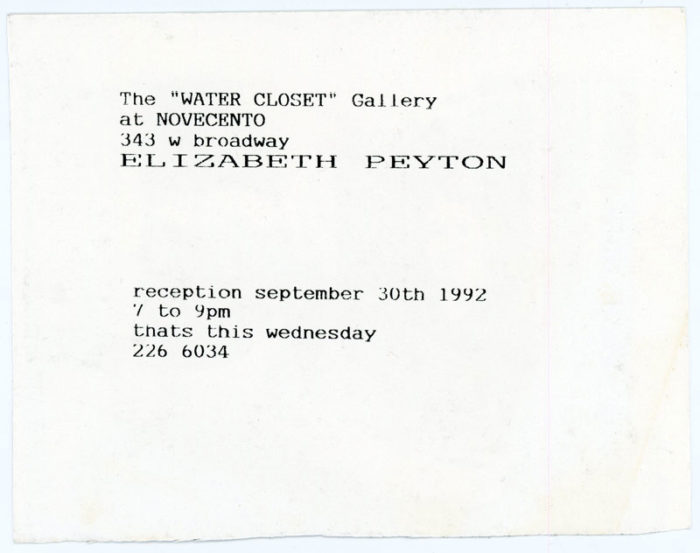 The "WATER CLOSET" Gallery
at NOVECENTO
343 w broadway
ELIZABETH PEYTON
reception september 30th 1992
7 to 9pm
thats this wednesday
226 6034